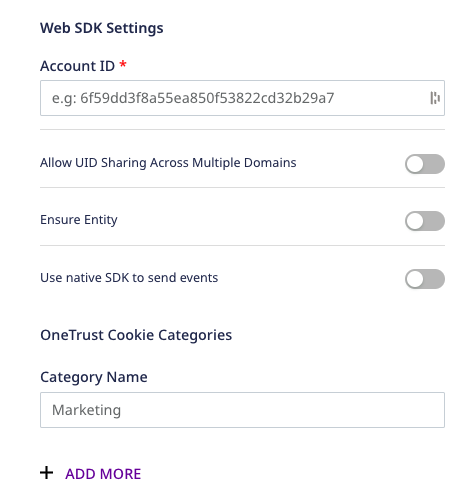 Web SDK Settings
Account ID *
e.g: 6f59dd3f8a55ea850f53822cd32b29a7
Allow UID Sharing Across Multiple Domains
Ensure Entity
Use native SDK to send events
OneTrust Cookie Categories
Category Name
Marketing
+ ADD MORE